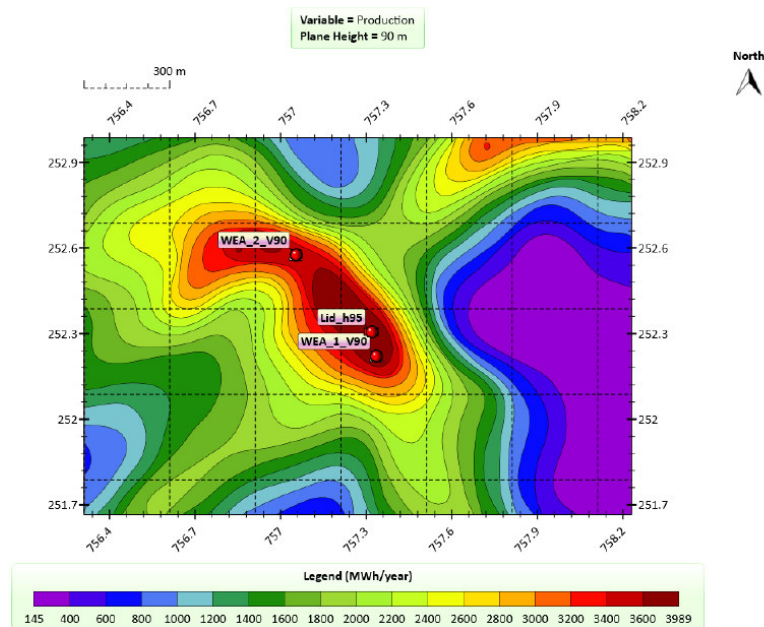 Variable = Production
Plane Height = 90 m
300 m
North
756.4 756.7 757 757.3 757.6 757.9 758.2
252.9 252.9
WEA_2_V90
252.6 252.6
Lid_h95
252.3 252.3
WEA_1_V90
252 252
251.7 251.7
756.4 756.7 757 757.3 757.6 757.9 758.2
Legend (MWh/year)
145 400 600 800 1000 1200 1400 1600 1800 2000 2200 2400 2600 2800 3000 3200 3400 3600 3989